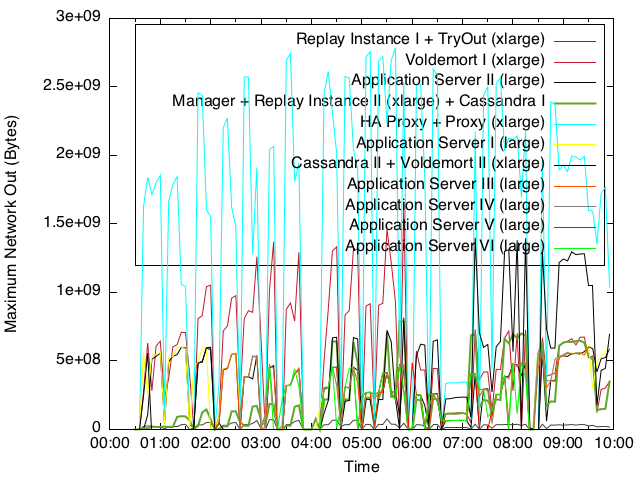 3e+09
2.5e+09
2e+09
1.5e+09
1e+09
5e+08
0
Maximum Network Out (Bytes)
Replay Instance I + TryOut (xlarge)
Voldemort I (xlarge)
Application Server II (large)
Manager + Replay Instance II (xlarge) + Cassandra I
HA Proxy + Proxy (xlarge)
Application Server I (large)
Cassandra II + Voldemort II (xlarge)
Application Server III (large)
Application Server IV (large)
Application Server V (large)
Application Server VI (large)
00:00 01:00 02:00 03:00 04:00 05:00 06:00 07:00 08:00 09:00 10:00
Time